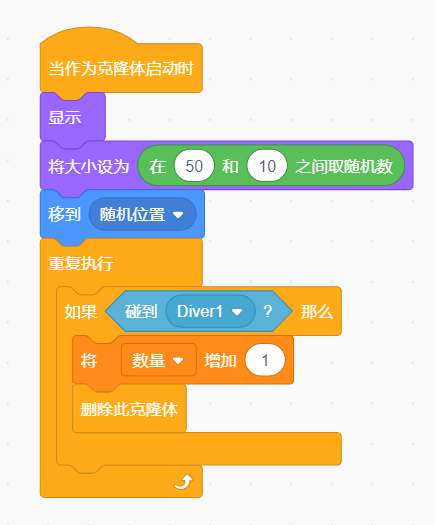 当作为克隆体启动时
显示
将大小设为 在 50 和 10 之间取随机数
移到 随机位置
重复执行
如果 碰到 Diver1 ? 那么
将 数量 增加 1
删除此克隆体